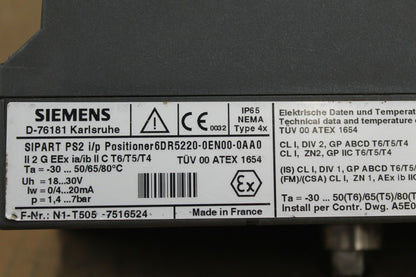 SIEMENS
D-76181 Karlsruhe
CE 0032
IP65
NEMA
Type 4x
SIPART PS2 i/p Positioner 6DR5220-0EN00-0AA0
II 2 G EEx ia/ib II C T6/T5/T4 TÜV 00 ATEX 1654
Ta = -30 ... 50/65/80°C
Uh = 18...30V
Iw = 0/4...20mA
p = 1,4...7bar
Ex
Made in France
F-Nr.: N1-T505 -7516524
Elektrische Daten und Temperatur
Technical data and temperature
TÜV 00 ATEX 1654
CL I, DIV 2, GP ABCD T6/T5/T4
CL I, ZN2, GP IIC T6/T5/T4
(IS) CL I, DIV 1, GP ABCD
(FM)/(CSA) CL I, ZN 1, AEx ib IIC
Ta = -30 ... 50(T6)/65(T5)/80(T
Install per Contr. Dwg. A5E0